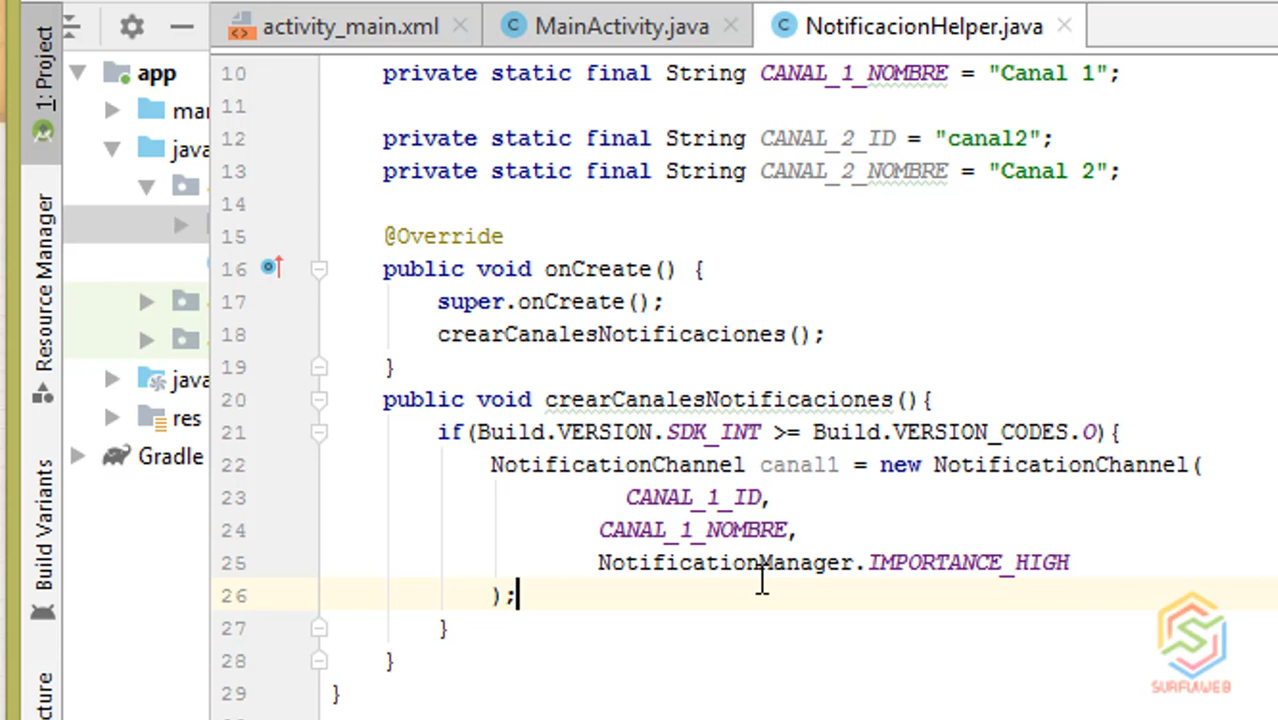 activity_main.xml MainActivity.java NotificacionHelper.java
1: Project
Resource Manager
Build Variants
app
java
java
res
Gradle
10 private static final String CANAL_1_NOMBRE = "Canal 1";
11
12 private static final String CANAL_2_ID = "canal2";
13 private static final String CANAL_2_NOMBRE = "Canal 2";
14
15 @Override
16 public void onCreate() {
17 super.onCreate();
18 crearCanalesNotificaciones();
19 }
20 public void crearCanalesNotificaciones(){
21 if(Build.VERSION.SDK_INT >= Build.VERSION_CODES.O){
22 NotificationChannel canal1 = new NotificationChannel(
23 CANAL_1_ID,
24 CANAL_1_NOMBRE,
25 NotificationManager.IMPORTANCE_HIGH
26 );
27 }
28 }
29 }